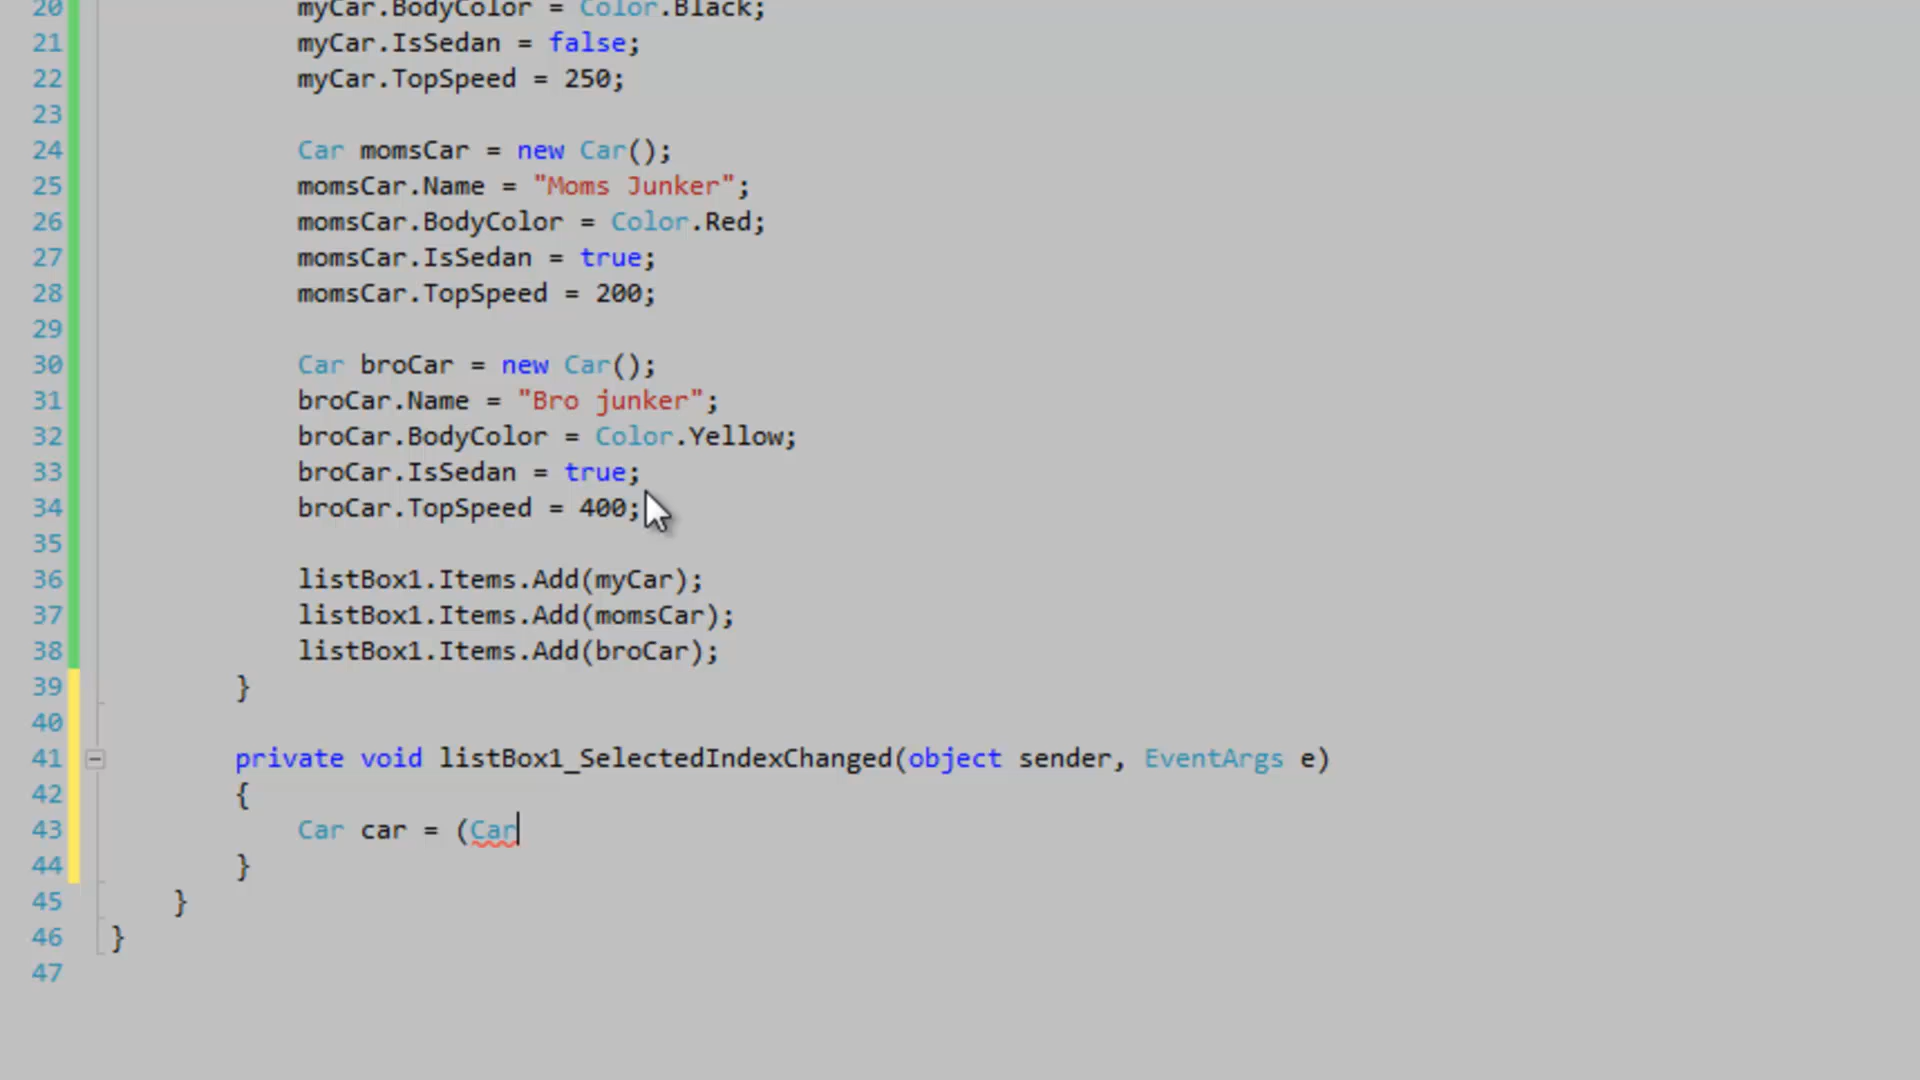 20 myCar.BodyColor = Color.Black;
21 myCar.IsSedan = false;
22 myCar.TopSpeed = 250;
23
24 Car momsCar = new Car();
25 momsCar.Name = "Moms Junker";
26 momsCar.BodyColor = Color.Red;
27 momsCar.IsSedan = true;
28 momsCar.TopSpeed = 200;
29
30 Car broCar = new Car();
31 broCar.Name = "Bro junker";
32 broCar.BodyColor = Color.Yellow;
33 broCar.IsSedan = true;
34 broCar.TopSpeed = 400;
35
36 listBox1.Items.Add(myCar);
37 listBox1.Items.Add(momsCar);
38 listBox1.Items.Add(broCar);
39 }
40
41 private void listBox1_SelectedIndexChanged(object sender, EventArgs e)
42 {
43 Car car = (Car
44 }
45 }
46 }
47